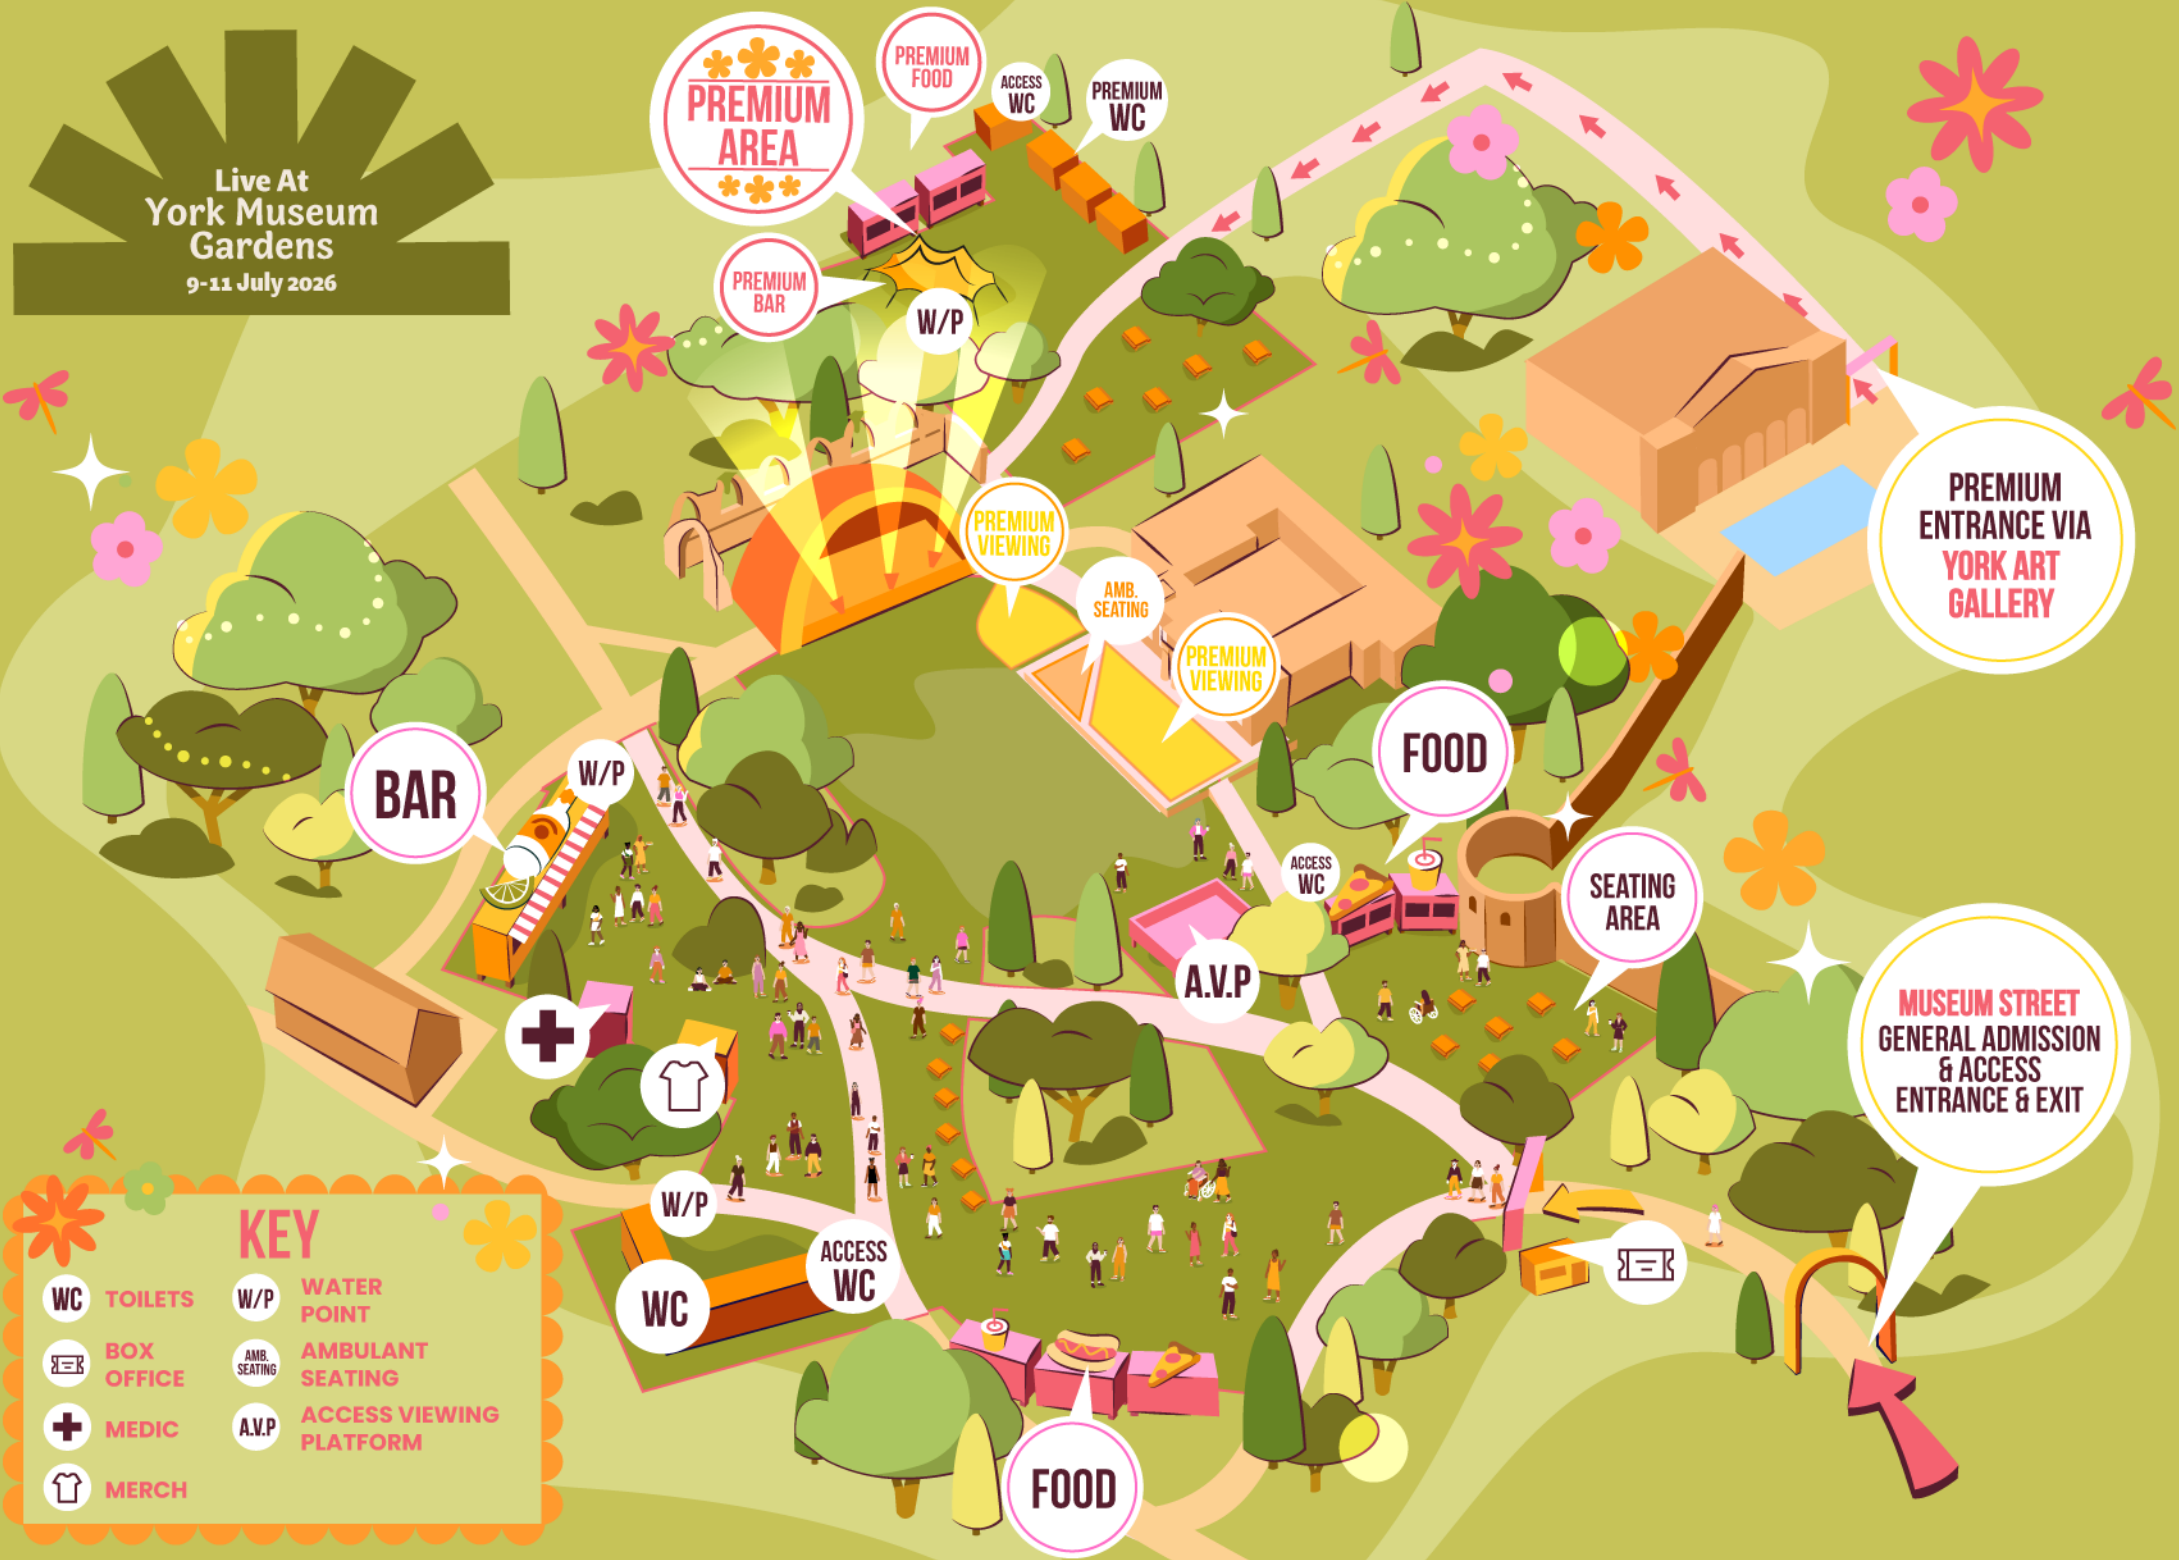 Live At
York Museum
Gardens
9-11 July 2026
PREMIUM
AREA
PREMIUM
FOOD
ACCESS
WC
PREMIUM
WC
PREMIUM
BAR
W/P
PREMIUM
VIEWING
AMB.
SEATING
PREMIUM
VIEWING
PREMIUM
ENTRANCE VIA
YORK ART
GALLERY
BAR
W/P
FOOD
ACCESS
WC
SEATING
AREA
A.V.P
MUSEUM STREET
GENERAL ADMISSION
& ACCESS
ENTRANCE & EXIT
W/P
ACCESS
WC
WC
FOOD
KEY
WC TOILETS
BOX
OFFICE
MEDIC
MERCH
W/P WATER
POINT
AMB.
SEATING
AMBULANT
SEATING
A.V.P ACCESS VIEWING
PLATFORM